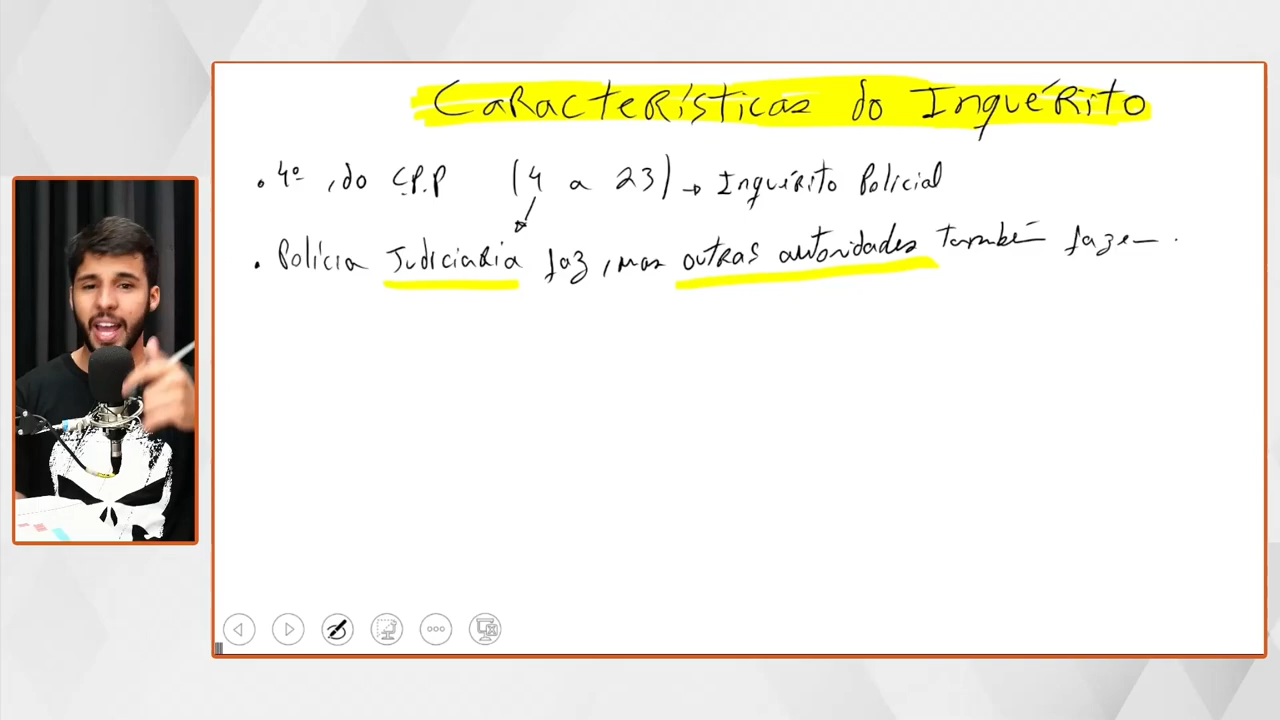 Características do Inquérito
• 4º, do C.P.P (4 a 23) → Inquérito Policial
• Polícia Judiciária faz, mas outras autoridades também fazem.